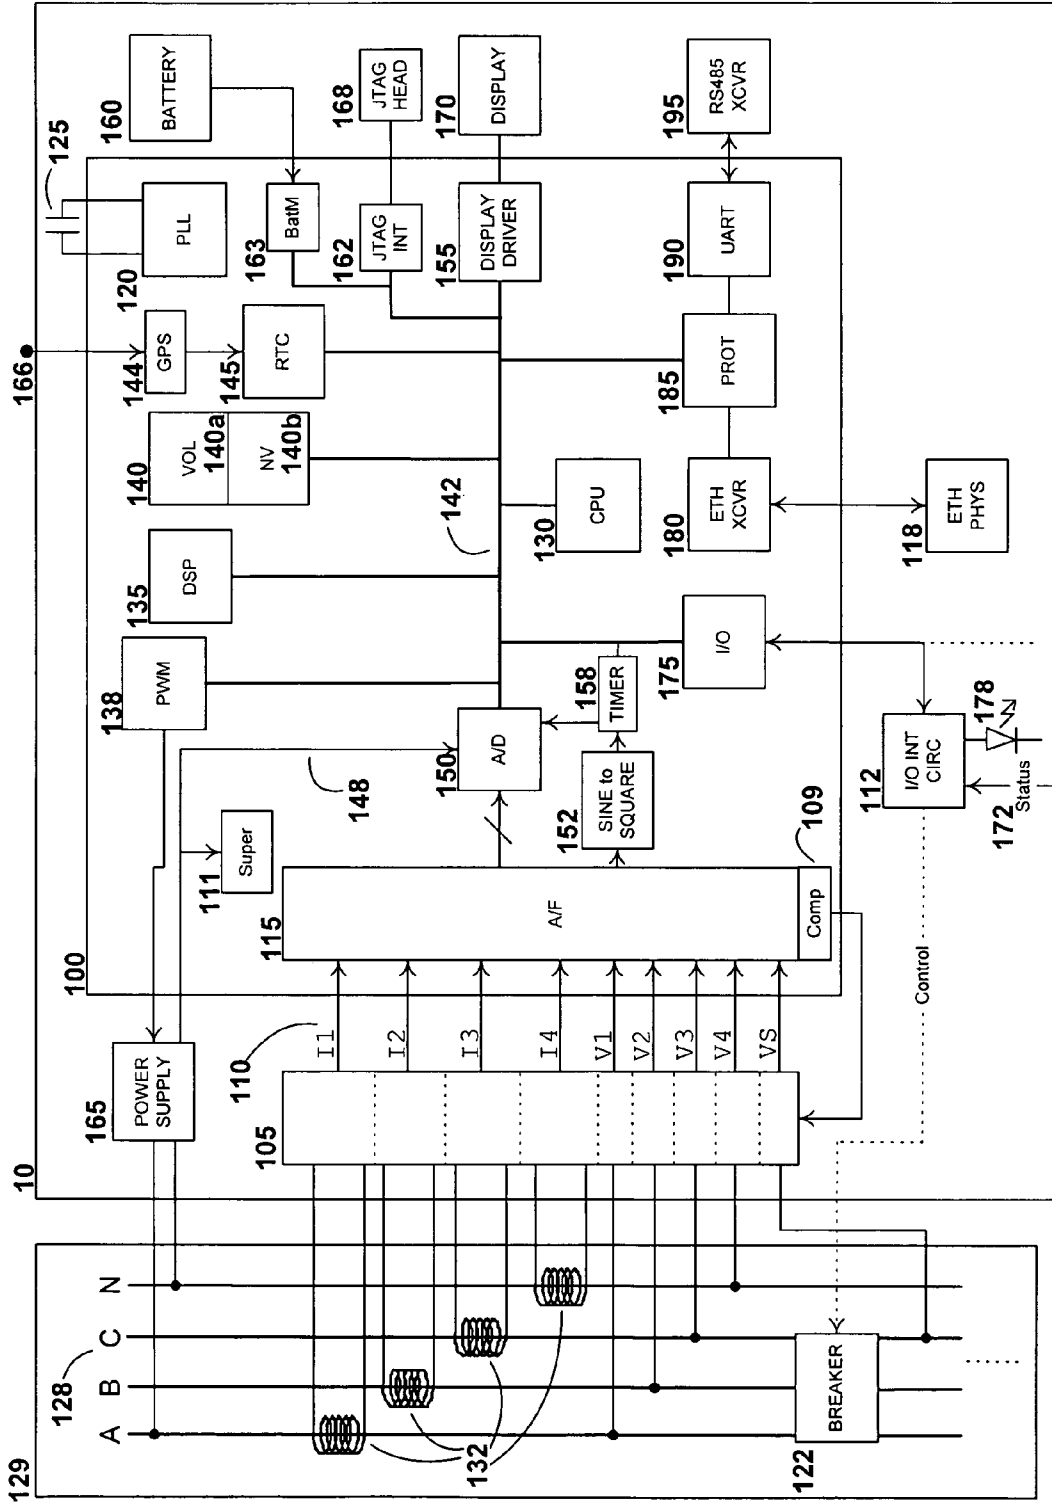 129
128
A
B
C
N
132
BREAKER
122
10
165
POWER
SUPPLY
105
110
I1
I2
I3
I4
V1
V2
V3
V4
VS
Control
100
115
A/F
Comp
109
111
Super
148
138
PWM
150
A/D
152
SINE to
SQUARE
158
TIMER
175
I/O
112
I/O INT
CIRC
178
172
Status
135
DSP
142
140
VOL
140a
NV
140b
130
CPU
180
ETH
XCVR
118
ETH
PHYS
166
144
GPS
145
RTC
185
PROT
120
PLL
125
163
BatM
162
JTAG
INT
155
DISPLAY
DRIVER
190
UART
160
BATTERY
168
JTAG
HEAD
170
DISPLAY
195
RS485
XCVR